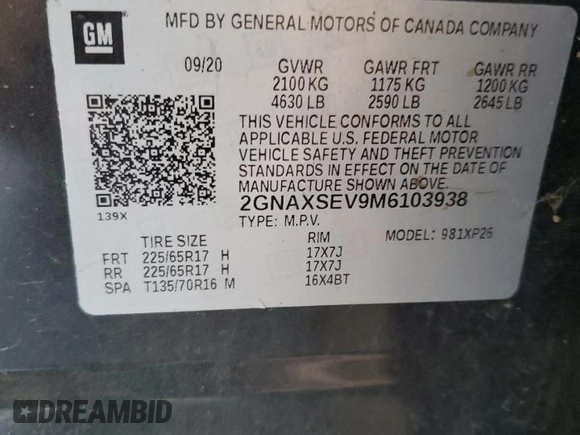 GM
MFD BY GENERAL MOTORS OF CANADA COMPANY
09/20 GVWR GAWR FRT GAWR RR
2100 KG 1175 KG 1200 KG
4630 LB 2590 LB 2645 LB
THIS VEHICLE CONFORMS TO ALL
APPLICABLE U.S. FEDERAL MOTOR
VEHICLE SAFETY AND THEFT PREVENTION
STANDARDS IN EFFECT ON THE DATE OF
MANUFACTURE SHOWN ABOVE.
139X 2GNAXSEV9M6103938
TYPE: M.P.V. MODEL: 981XP26
TIRE SIZE RIM
FRT 225/65R17 H 17X7J
RR 225/65R17 H 17X7J
SPA T135/70R16 M 16X4BT
DREAMBID